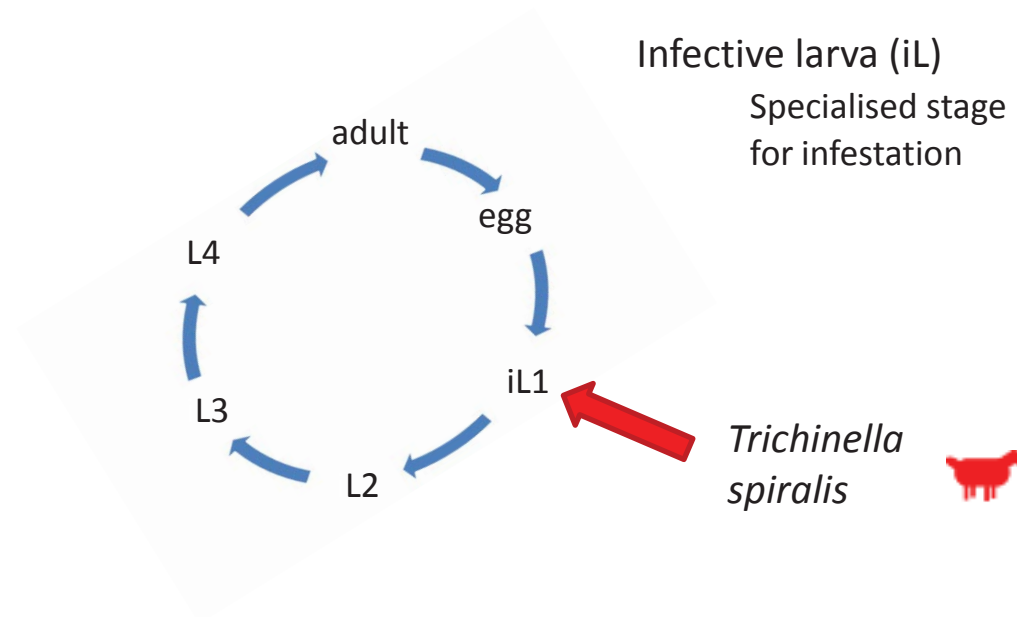 Infective larva (iL)
Specialised stage
for infestation
adult
egg
L4
iL1
L3
L2
Trichinella
spiralis